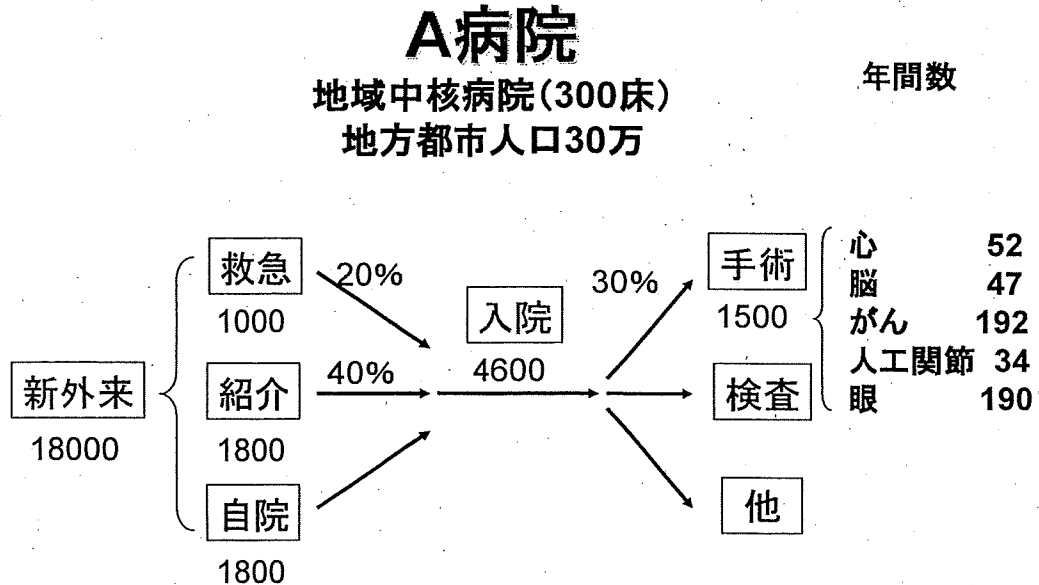 A病院
地域中核病院(300床)
地方都市人口30万
年間数
新外来
18000
救急
1000
紹介
1800
自院
1800
20%
40%
入院
4600
30%
手術
1500
検査
他
心 52
脳 47
がん 192
人工関節 34
眼 190